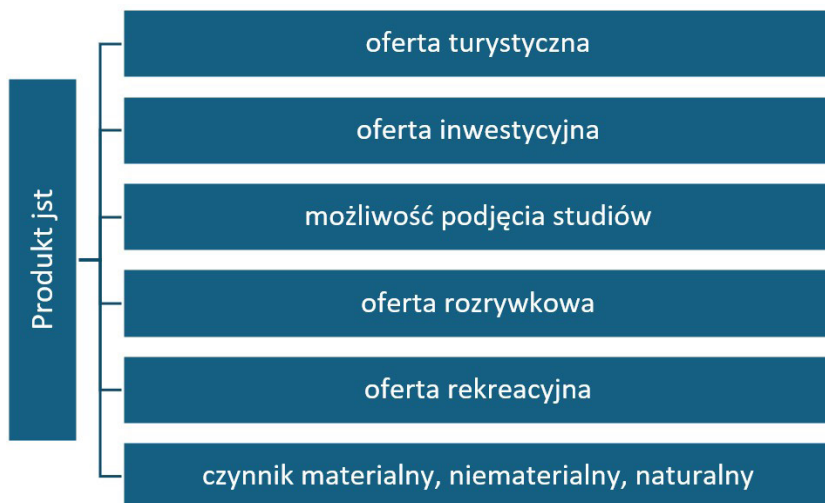 Produkt jst
oferta turystyczna
oferta inwestycyjna
możliwość podjęcia studiów
oferta rozrywkowa
oferta rekreacyjna
czynnik materialny, niematerialny, naturalny